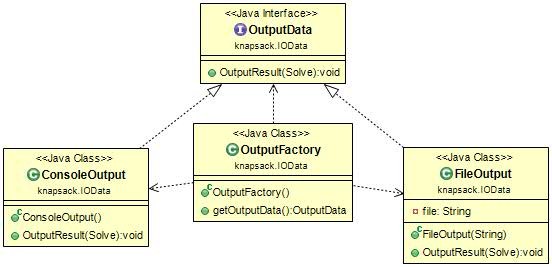 <<Java Interface>>
OutputData
knapsack.IOData
OutputResult(Solve):void
<<Java Class>>
ConsoleOutput
knapsack.IOData
ConsoleOutput()
OutputResult(Solve):void
<<Java Class>>
OutputFactory
knapsack.IOData
OutputFactory()
getOutputData():OutputData
<<Java Class>>
FileOutput
knapsack.IOData
file: String
FileOutput(String)
OutputResult(Solve):void